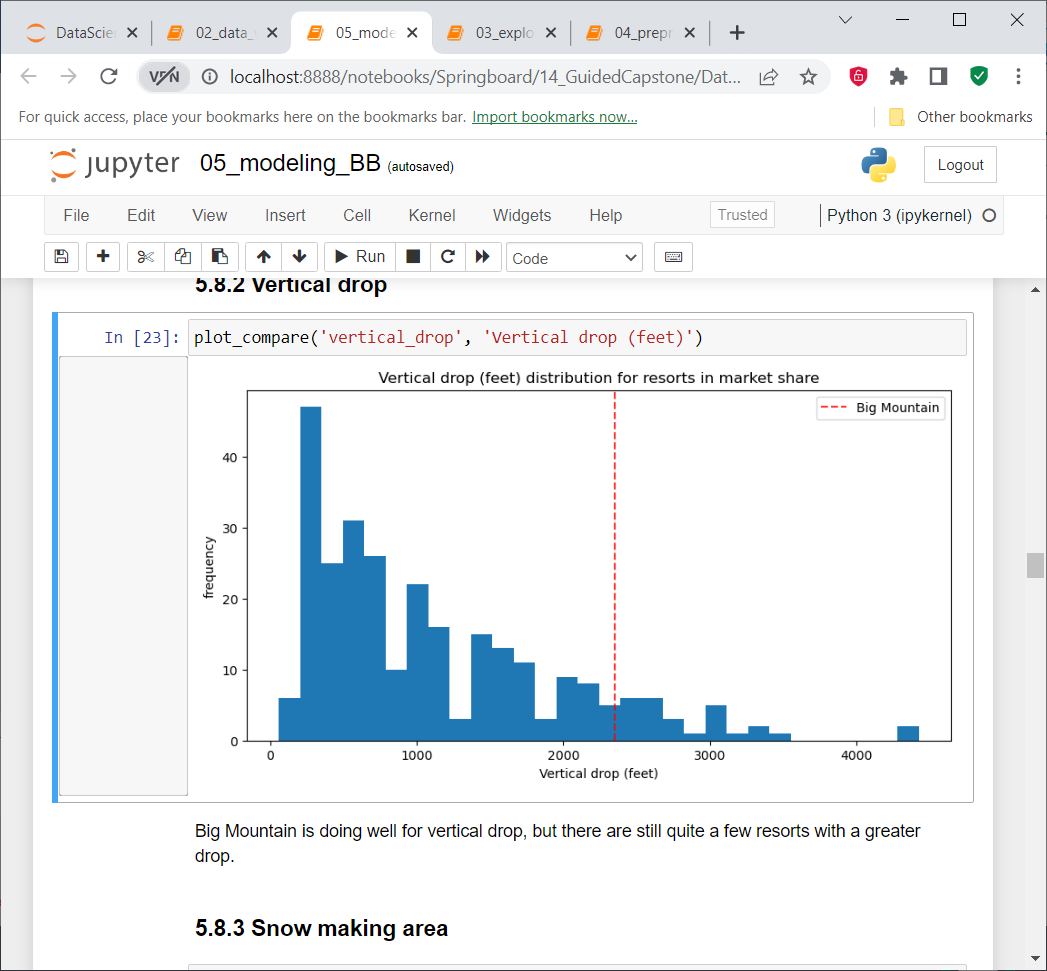 DataScie
02_data_
05_mode
03_explo
04_prepr
VPN
localhost:8888/notebooks/Springboard/14_GuidedCapstone/Dat...
For quick access, place your bookmarks here on the bookmarks bar. Import bookmarks now...
Other bookmarks
jupyter 05_modeling_BB (autosaved)
Logout
File Edit View Insert Cell Kernel Widgets Help
Trusted
Python 3 (ipykernel)
Run
Code
5.8.2 Vertical drop
In [23]: plot_compare('vertical_drop', 'Vertical drop (feet)')
Vertical drop (feet) distribution for resorts in market share
Big Mountain
40
30
20
10
0
frequency
0 1000 2000 3000 4000
Vertical drop (feet)
Big Mountain is doing well for vertical drop, but there are still quite a few resorts with a greater
drop.
5.8.3 Snow making area